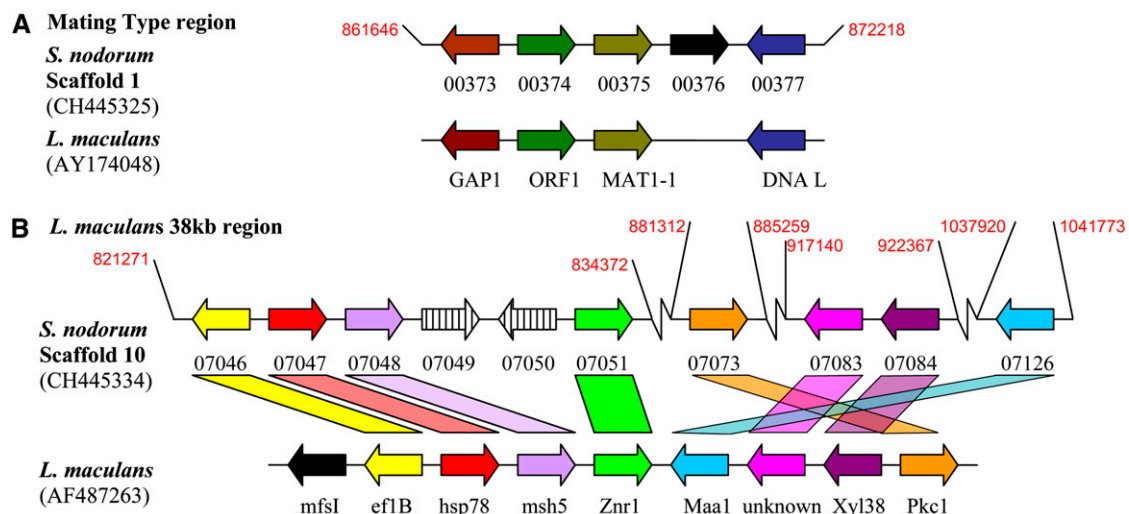 A Mating Type region
S. nodorum
Scaffold 1
(CH445325)
861646
872218
00373 00374 00375 00376 00377
L. maculans
(AY174048)
GAP1 ORF1 MAT1-1 DNA L
B L. maculans 38kb region
821271
834372
881312
885259
917140
922367
1037920
1041773
S. nodorum
Scaffold 10
(CH445334)
07046 07047 07048 07049 07050 07051 07073 07083 07084 07126
L. maculans
(AF487263)
mfsI ef1B hsp78 msh5 Znr1 Maa1 unknown Xyl38 Pkc1